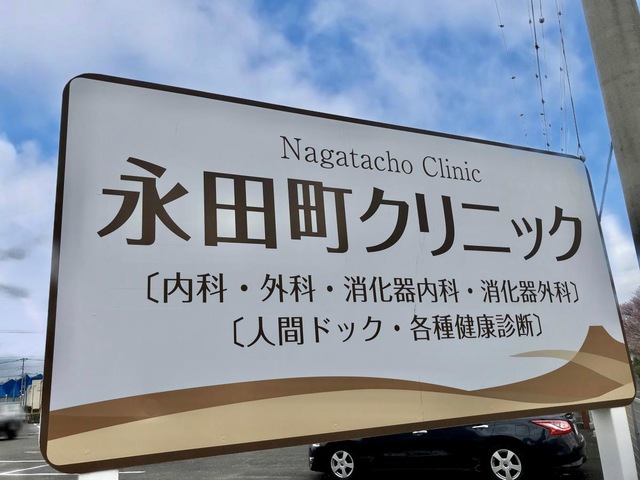 Nagatacho Clinic
永田町クリニック
〔内科・外科・消化器内科・消化器外科〕
〔人間ドック・各種健康診断〕